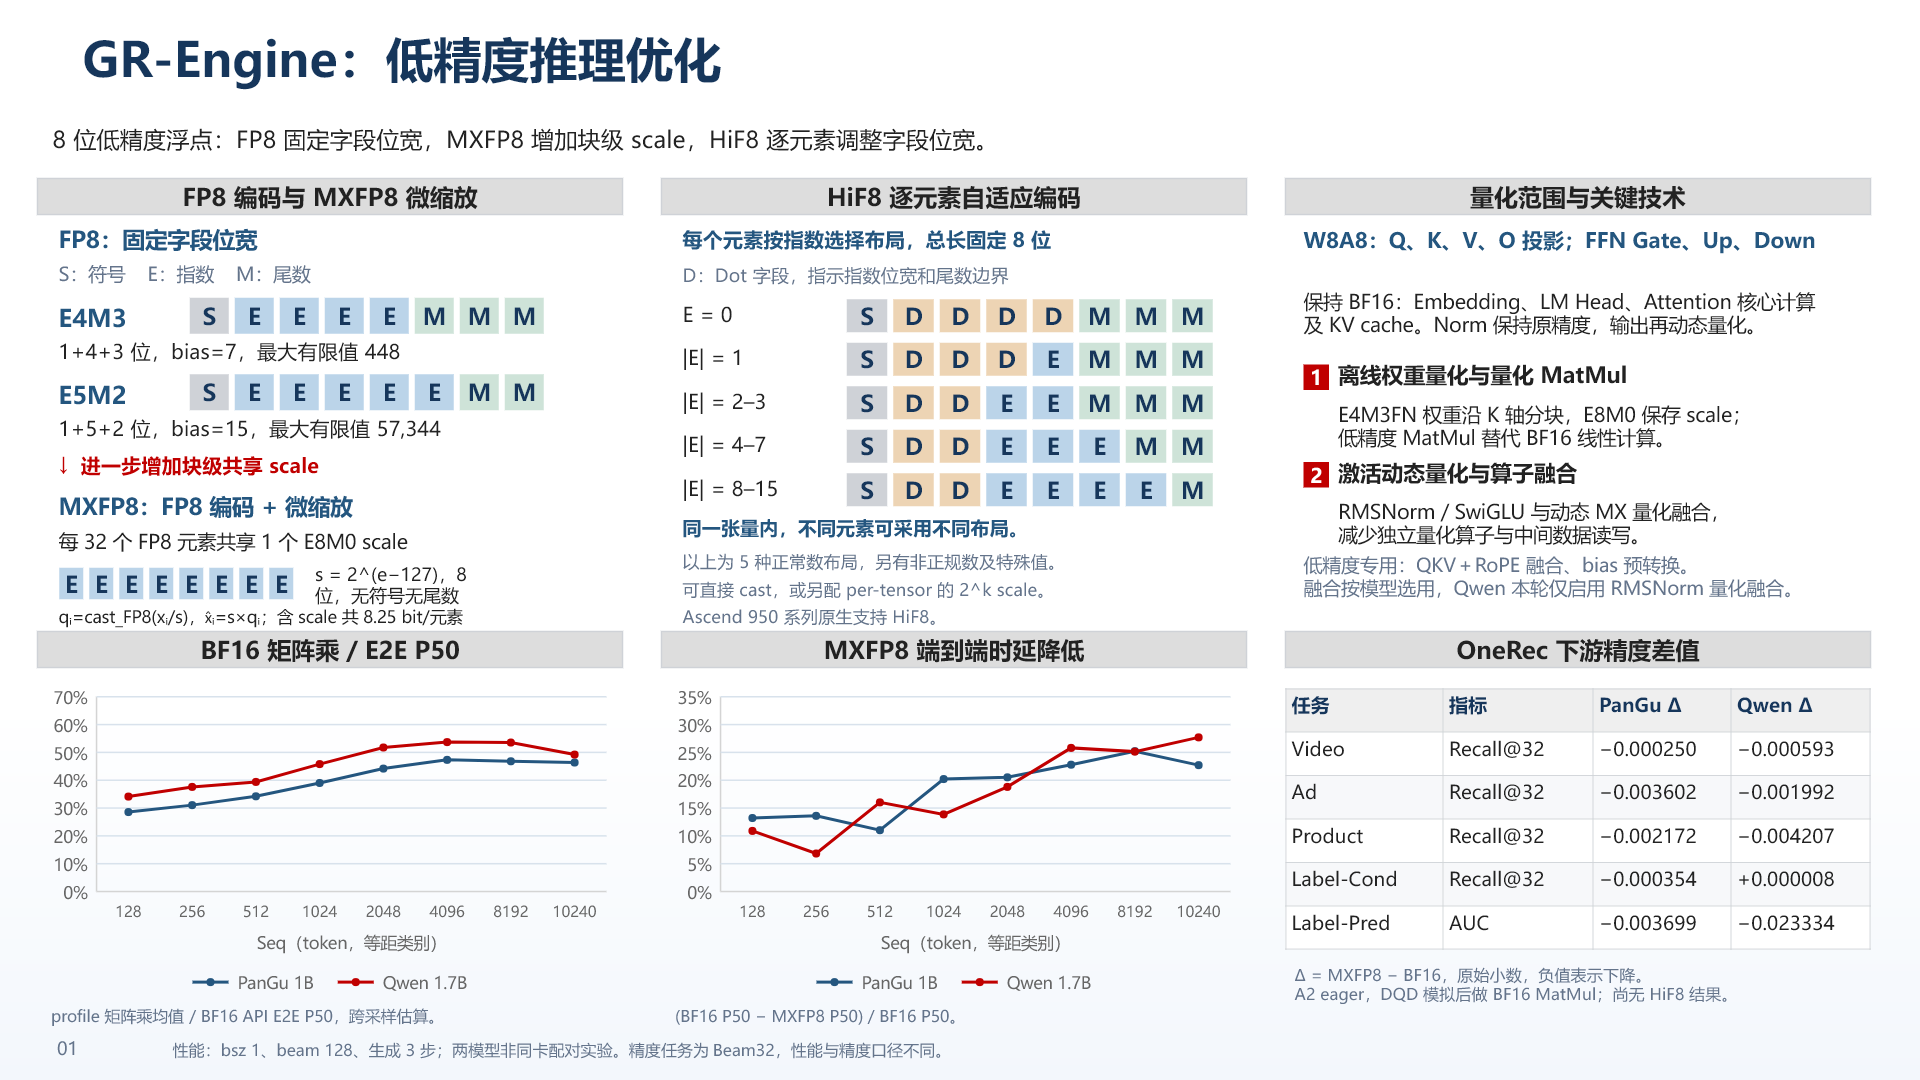 GR-Engine：低精度推理优化
8 位低精度浮点：FP8 固定字段位宽，MXFP8 增加块级 scale，HiF8 逐元素调整字段位宽。
FP8 编码与 MXFP8 微缩放
FP8：固定字段位宽
S：符号 E：指数 M：尾数
E4M3 S E E E E M M M
1+4+3 位，bias=7，最大有限值 448
E5M2 S E E E E E M M
1+5+2 位，bias=15，最大有限值 57,344
↓ 进一步增加块级共享 scale
MXFP8：FP8 编码 + 微缩放
每 32 个 FP8 元素共享 1 个 E8M0 scale
E E E E E E E E
s = 2^(e−127)，8
位，无符号无尾数
qᵢ=cast_FP8(xᵢ/s)，x̂ᵢ=s×qᵢ；含 scale 共 8.25 bit/元素
HiF8 逐元素自适应编码
每个元素按指数选择布局，总长固定 8 位
D：Dot 字段，指示指数位宽和尾数边界
E = 0 S D D D D M M M
|E| = 1 S D D D E M M M
|E| = 2–3 S D D E E M M M
|E| = 4–7 S D D E E E M M
|E| = 8–15 S D D E E E E M
同一张量内，不同元素可采用不同布局。
以上为 5 种正常数布局，另有非正规数及特殊值。
可直接 cast，或另配 per-tensor 的 2^k scale。
Ascend 950 系列原生支持 HiF8。
量化范围与关键技术
W8A8：Q、K、V、O 投影；FFN Gate、Up、Down
保持 BF16：Embedding、LM Head、Attention 核心计算
及 KV cache。Norm 保持原精度，输出再动态量化。
1 离线权重量化与量化 MatMul
E4M3FN 权重沿 K 轴分块，E8M0 保存 scale；
低精度 MatMul 替代 BF16 线性计算。
2 激活动态量化与算子融合
RMSNorm / SwiGLU 与动态 MX 量化融合，
减少独立量化算子与中间数据读写。
低精度专用：QKV＋RoPE 融合、bias 预转换。
融合按模型选用，Qwen 本轮仅启用 RMSNorm 量化融合。
BF16 矩阵乘 / E2E P50
70%
60%
50%
40%
30%
20%
10%
0%
128 256 512 1024 2048 4096 8192 10240
Seq（token，等距类别）
PanGu 1B Qwen 1.7B
profile 矩阵乘均值 / BF16 API E2E P50，跨采样估算。
MXFP8 端到端时延降低
35%
30%
25%
20%
15%
10%
5%
0%
128 256 512 1024 2048 4096 8192 10240
Seq（token，等距类别）
PanGu 1B Qwen 1.7B
(BF16 P50 − MXFP8 P50) / BF16 P50。
OneRec 下游精度差值
任务 指标 PanGu Δ Qwen Δ
Video Recall@32 −0.000250 −0.000593
Ad Recall@32 −0.003602 −0.001992
Product Recall@32 −0.002172 −0.004207
Label-Cond Recall@32 −0.000354 +0.000008
Label-Pred AUC −0.003699 −0.023334
Δ = MXFP8 − BF16，原始小数，负值表示下降。
A2 eager，DQD 模拟后做 BF16 MatMul；尚无 HiF8 结果。
01
性能：bsz 1、beam 128、生成 3 步；两模型非同卡配对实验。精度任务为 Beam32，性能与精度口径不同。